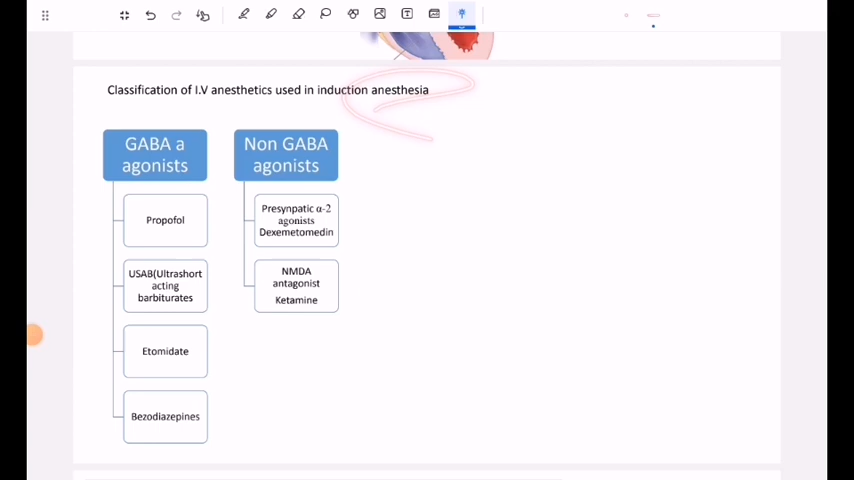 Classification of I.V anesthetics used in induction anesthesia
GABA a
agonists
Non GABA
agonists
Propofol
Presynpatic α-2
agonists
Dexemetomedin
USAB(Ultrashort
acting
barbiturates
NMDA
antagonist
Ketamine
Etomidate
Bezodiazepines